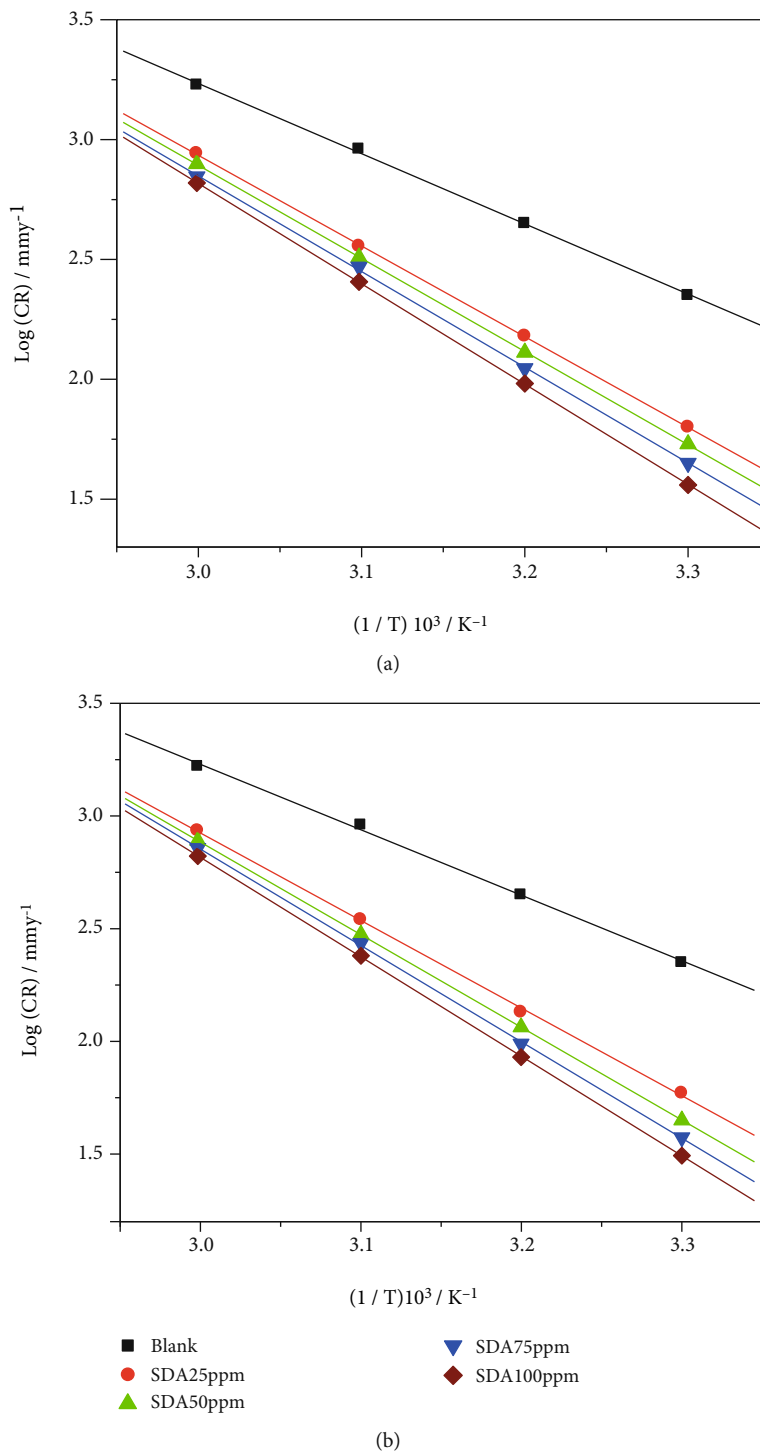 3.5
3.0
2.5
2.0
1.5
Log (CR) / mmy⁻¹
3.0 3.1 3.2 3.3
(1 / T) 10³ / K⁻¹
(a)
3.5
3.0
2.5
2.0
1.5
Log (CR) / mmy⁻¹
3.0 3.1 3.2 3.3
(1 / T)10³ / K⁻¹
Blank
SDA25ppm
SDA50ppm
SDA75ppm
SDA100ppm
(b)